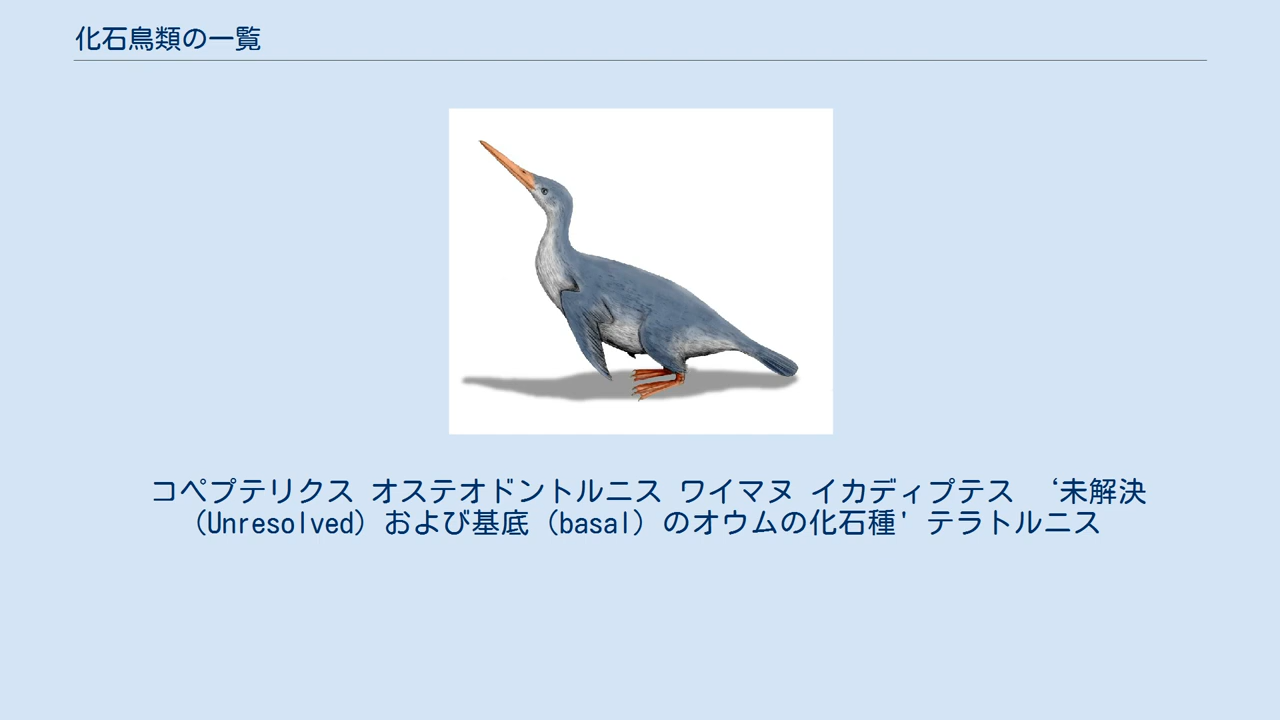 化石鳥類の一覧
コペプテリクス オステオドントルニス ワイマヌ イカディプテス ‘未解決
（Unresolved）および基底（basal）のオウムの化石種' テラトルニス